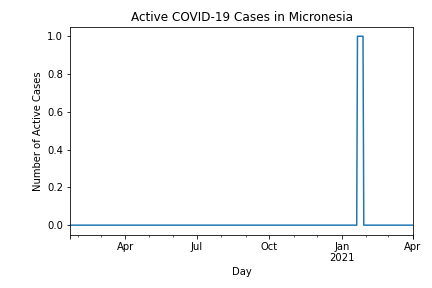 Active COVID-19 Cases in Micronesia
Number of Active Cases
1.0
0.8
0.6
0.4
0.2
0.0
Apr Jul Oct Jan Apr
2021
Day